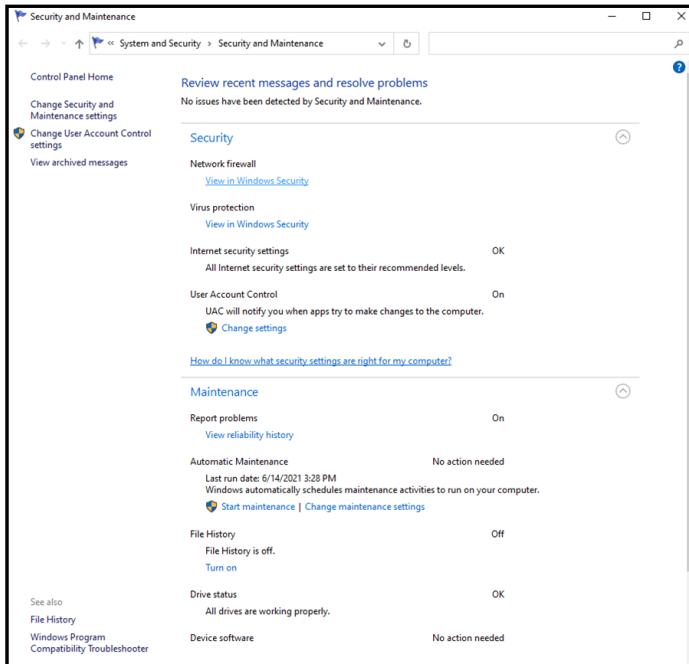 Security and Maintenance
« System and Security › Security and Maintenance
Control Panel Home
Change Security and
Maintenance settings
Change User Account Control
settings
View archived messages
Review recent messages and resolve problems
No issues have been detected by Security and Maintenance.
Security
Network firewall
View in Windows Security
Virus protection
View in Windows Security
Internet security settings OK
All Internet security settings are set to their recommended levels.
User Account Control On
UAC will notify you when apps try to make changes to the computer.
Change settings
How do I know what security settings are right for my computer?
Maintenance
Report problems On
View reliability history
Automatic Maintenance No action needed
Last run date: 6/14/2021 3:28 PM
Windows automatically schedules maintenance activities to run on your computer.
Start maintenance | Change maintenance settings
File History Off
File History is off.
Turn on
Drive status OK
All drives are working properly.
Device software No action needed
See also
File History
Windows Program
Compatibility Troubleshooter